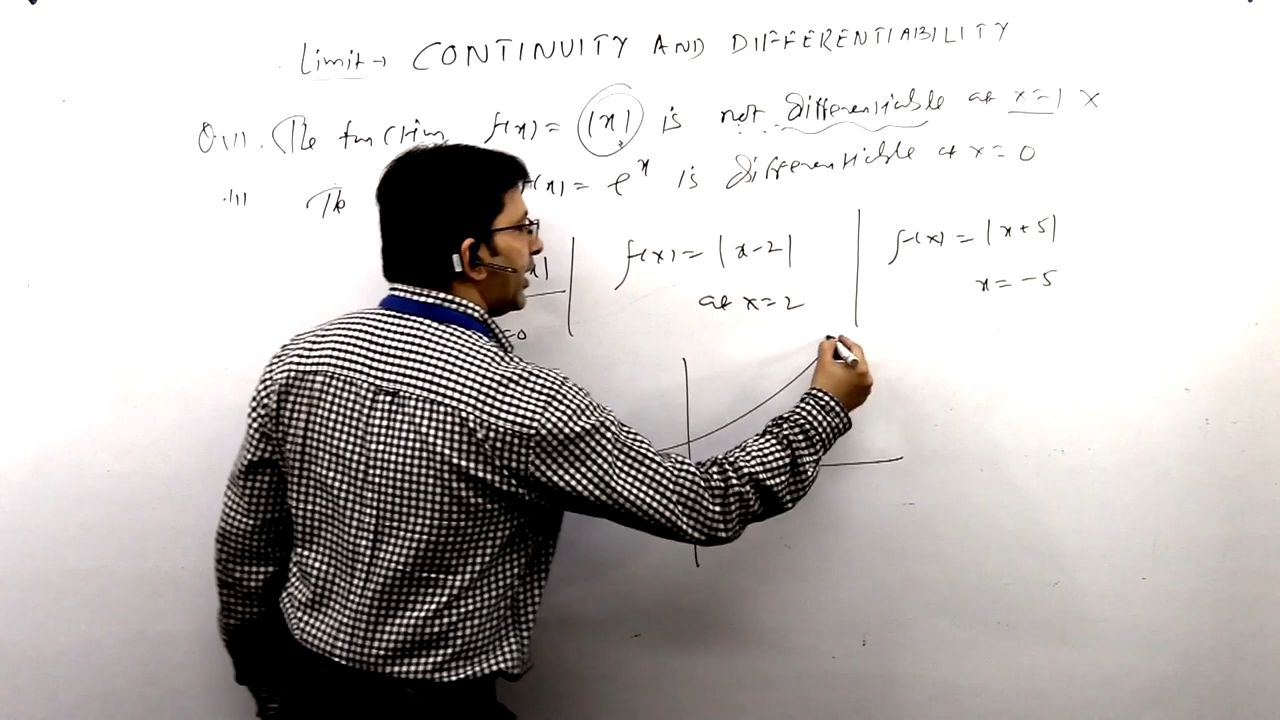 Limit → CONTINUITY AND DIFFERENTIABILITY
Q(i). The function f(x) = |x| is not differentiable at x=1 ×
(ii) The f(x) = e^x is differentiable at x=0
f(x) = |x-2|
at x=2
f(x) = |x+5|
x=-5
x|
=0